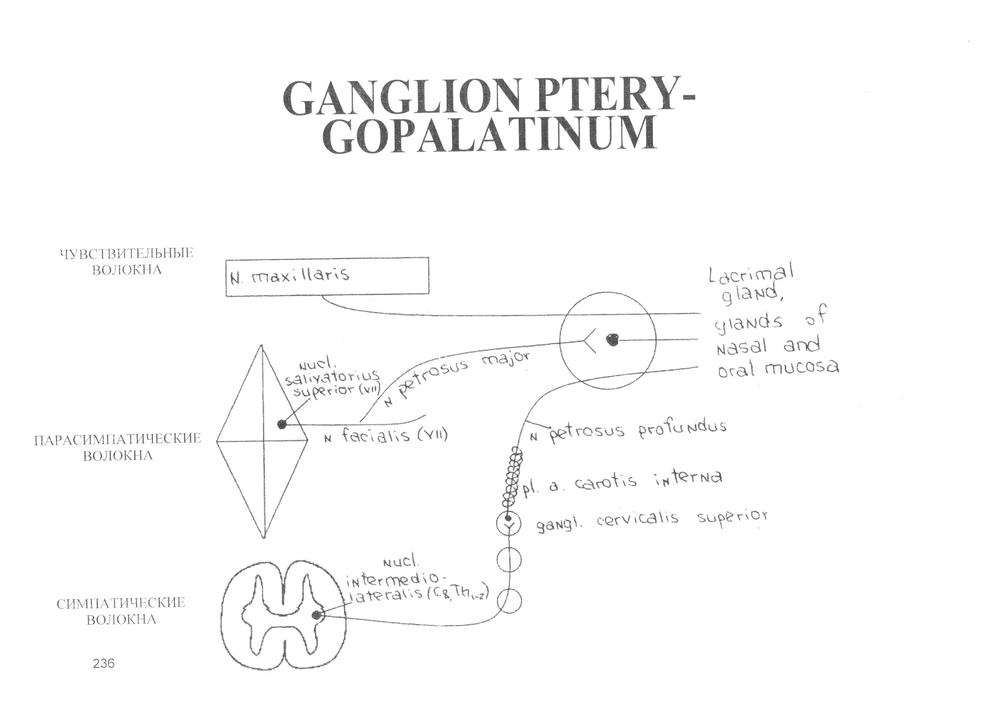 GANGLION PTERY-
GOPALATINUM
ЧУВСТВИТЕЛЬНЫЕ
ВОЛОКНА
N. maxillaris
Lacrimal
gland,
glands of
nasal and
oral mucosa
Nucl.
salivatorius
superior (VII)
N. petrosus major
N facialis (VII)
ПАРАСИМПАТИЧЕСКИЕ
ВОЛОКНА
N petrosus profundus
pl. a. carotis interna
gangl. cervicalis superior
Nucl.
intermedio-
lateralis (C8, Th1-2)
СИМПАТИЧЕСКИЕ
ВОЛОКНА
236